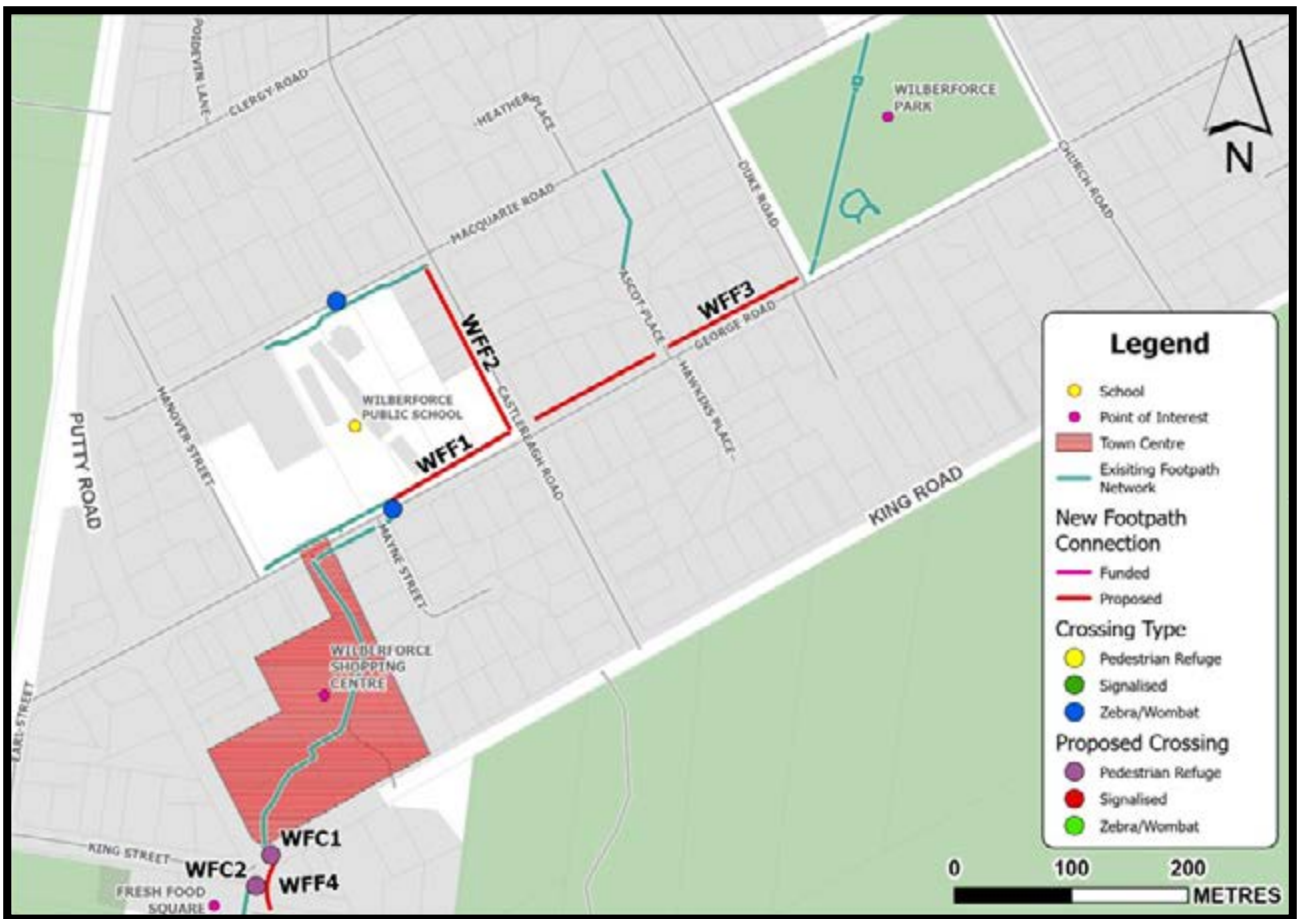 PODDEVIN LANE
CLERGY ROAD
HEATHER PLACE
WILBERFORCE
PARK
N
DUKE ROAD
CHURCH ROAD
MACQUARIE ROAD
ASCOT PLACE
WFF3
GEORGE ROAD
WFF2
HANOVER STREET
WILBERFORCE
PUBLIC SCHOOL
CASTLEREAGH ROAD
HAWKINS PLACE
PUTTY ROAD
WFF1
KING ROAD
MAYNE STREET
WILBERFORCE
SHOPPING
CENTRE
EARL STREET
WFC1
KING STREET
WFC2
WFF4
FRESH FOOD
SQUARE
Legend
School
Point of Interest
Town Centre
Exisiting Footpath
Network
New Footpath
Connection
Funded
Proposed
Crossing Type
Pedestrian Refuge
Signalised
Zebra/Wombat
Proposed Crossing
Pedestrian Refuge
Signalised
Zebra/Wombat
0 100 200
METRES